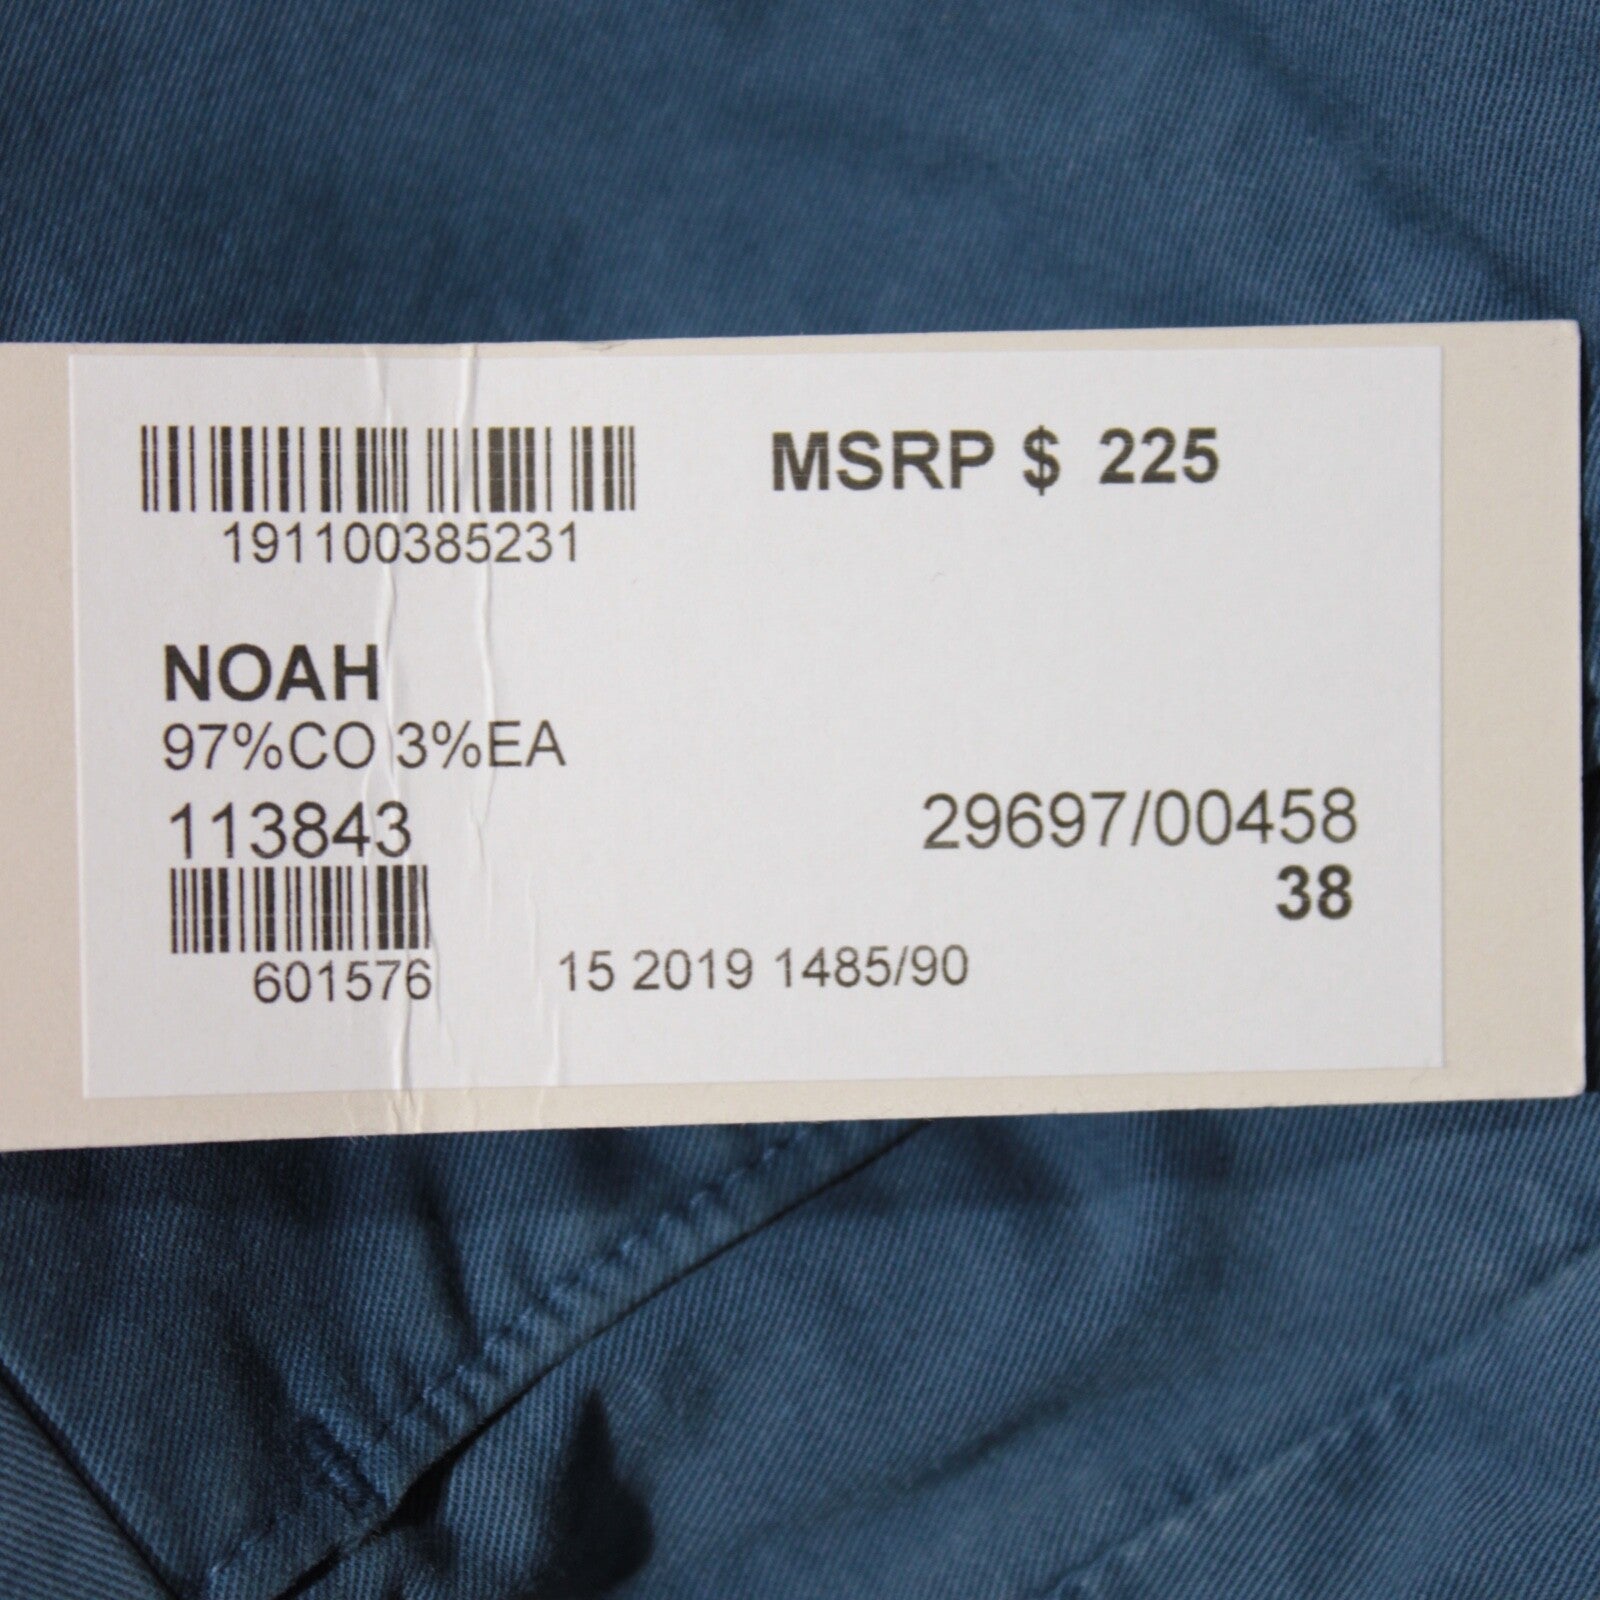 MSRP $ 225
191100385231
NOAH
97%CO 3%EA
113843
29697/00458
38
601576
15 2019 1485/90